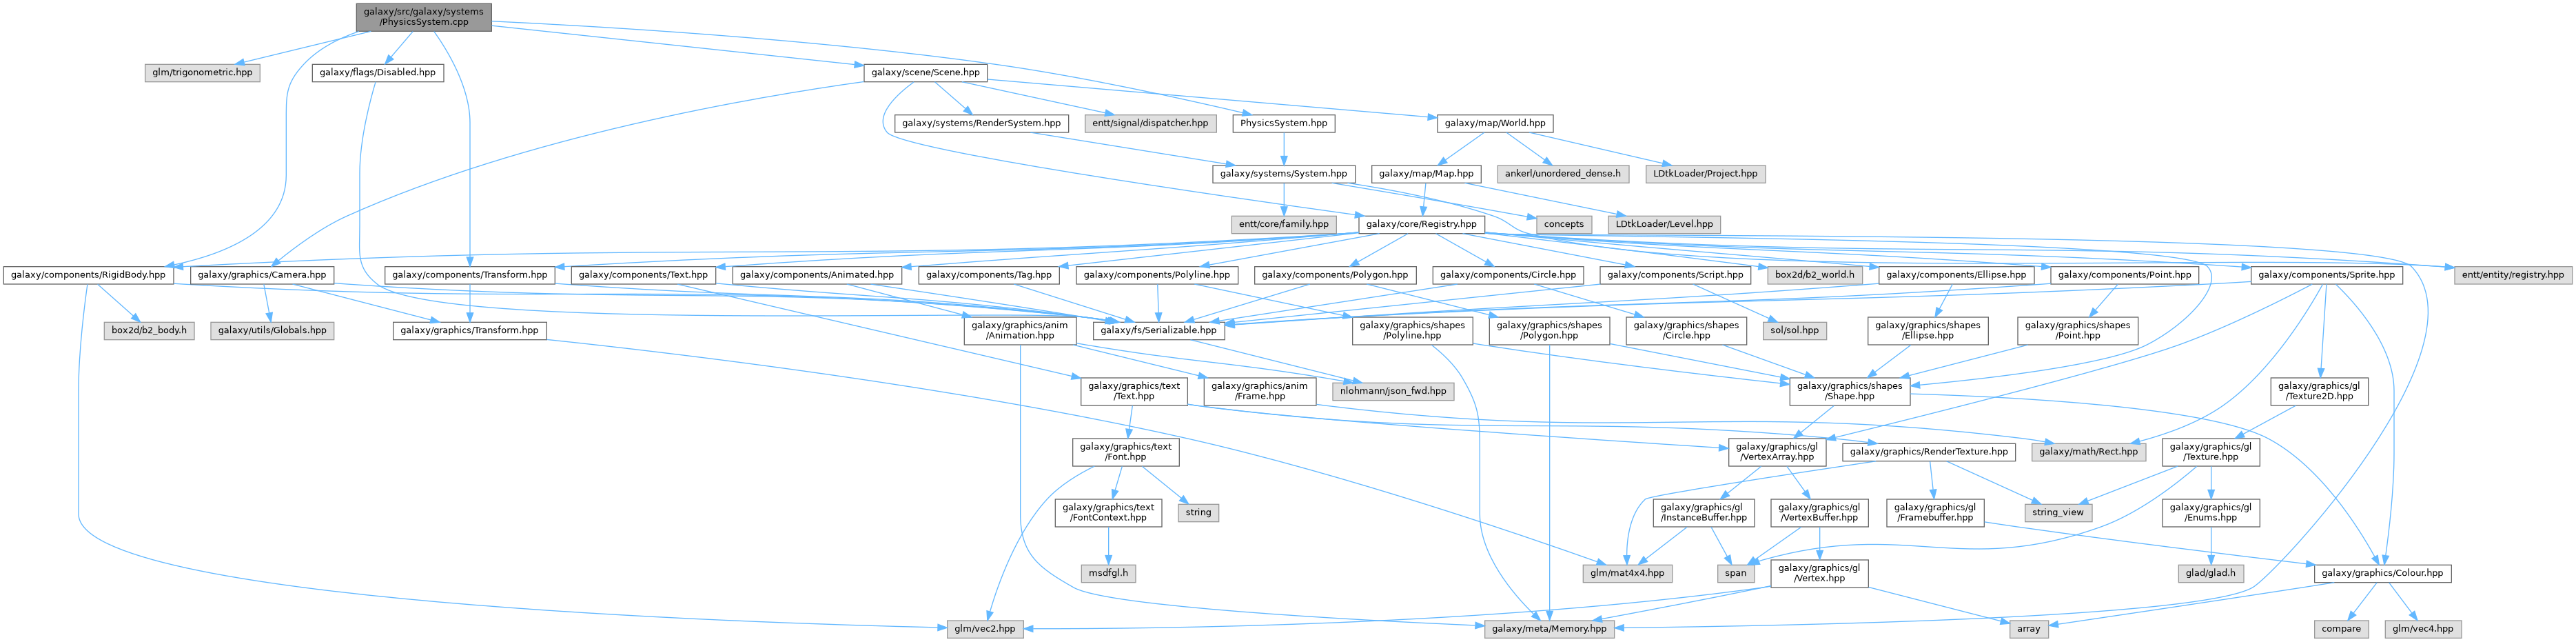 galaxy/src/galaxy/systems
/PhysicsSystem.cpp
glm/trigonometric.hpp
galaxy/flags/Disabled.hpp
galaxy/scene/Scene.hpp
galaxy/systems/RenderSystem.hpp
entt/signal/dispatcher.hpp
PhysicsSystem.hpp
galaxy/map/World.hpp
galaxy/systems/System.hpp
galaxy/map/Map.hpp
ankerl/unordered_dense.h
LDtkLoader/Project.hpp
entt/core/family.hpp
galaxy/core/Registry.hpp
concepts
LDtkLoader/Level.hpp
galaxy/components/RigidBody.hpp
galaxy/graphics/Camera.hpp
galaxy/components/Transform.hpp
galaxy/components/Text.hpp
galaxy/components/Animated.hpp
galaxy/components/Tag.hpp
galaxy/components/Polyline.hpp
galaxy/components/Polygon.hpp
galaxy/components/Circle.hpp
galaxy/components/Script.hpp
box2d/b2_world.h
galaxy/components/Ellipse.hpp
galaxy/components/Point.hpp
galaxy/components/Sprite.hpp
entt/entity/registry.hpp
box2d/b2_body.h
galaxy/utils/Globals.hpp
galaxy/graphics/Transform.hpp
galaxy/graphics/anim
/Animation.hpp
galaxy/fs/Serializable.hpp
galaxy/graphics/shapes
/Polyline.hpp
galaxy/graphics/shapes
/Polygon.hpp
galaxy/graphics/shapes
/Circle.hpp
sol/sol.hpp
galaxy/graphics/shapes
/Ellipse.hpp
galaxy/graphics/shapes
/Point.hpp
galaxy/graphics/text
/Text.hpp
galaxy/graphics/anim
/Frame.hpp
nlohmann/json_fwd.hpp
galaxy/graphics/shapes
/Shape.hpp
galaxy/graphics/gl
/Texture2D.hpp
galaxy/graphics/text
/Font.hpp
galaxy/graphics/gl
/VertexArray.hpp
galaxy/graphics/RenderTexture.hpp
galaxy/math/Rect.hpp
galaxy/graphics/gl
/Texture.hpp
galaxy/graphics/text
/FontContext.hpp
string
galaxy/graphics/gl
/InstanceBuffer.hpp
galaxy/graphics/gl
/VertexBuffer.hpp
galaxy/graphics/gl
/Framebuffer.hpp
string_view
galaxy/graphics/gl
/Enums.hpp
msdfgl.h
glm/mat4x4.hpp
span
galaxy/graphics/gl
/Vertex.hpp
glad/glad.h
galaxy/graphics/Colour.hpp
glm/vec2.hpp
galaxy/meta/Memory.hpp
array
compare
glm/vec4.hpp